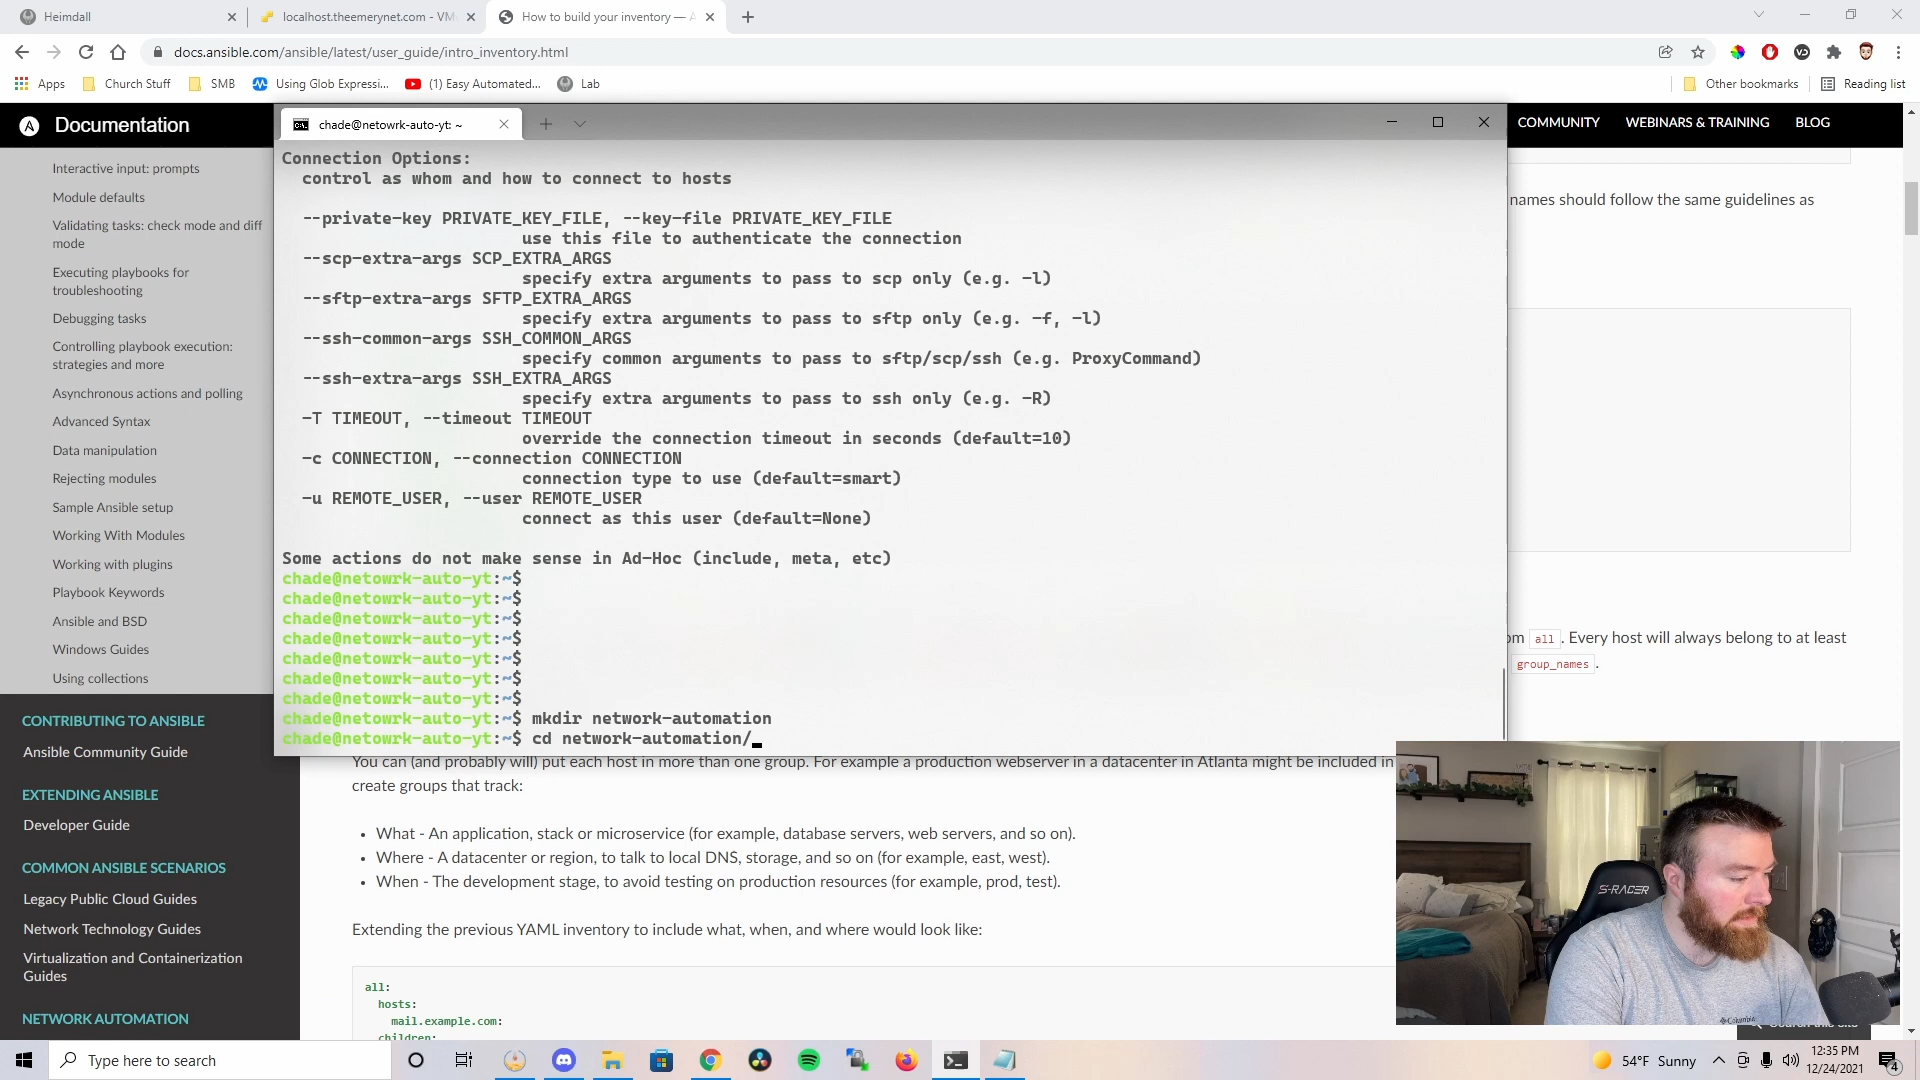 Heimdall
localhost.theemerynet.com - VM
How to build your inventory —
docs.ansible.com/ansible/latest/user_guide/intro_inventory.html
Apps
Church Stuff
SMB
Using Glob Expressi...
(1) Easy Automated...
Lab
Other bookmarks
Reading list
Documentation
chade@netowrk-auto-yt: ~
COMMUNITY
WEBINARS & TRAINING
BLOG
Interactive input: prompts
Module defaults
Validating tasks: check mode and diff
mode
Executing playbooks for
troubleshooting
Debugging tasks
Controlling playbook execution:
strategies and more
Asynchronous actions and polling
Advanced Syntax
Data manipulation
Rejecting modules
Sample Ansible setup
Working With Modules
Working with plugins
Playbook Keywords
Ansible and BSD
Windows Guides
Using collections
CONTRIBUTING TO ANSIBLE
Ansible Community Guide
EXTENDING ANSIBLE
Developer Guide
COMMON ANSIBLE SCENARIOS
Legacy Public Cloud Guides
Network Technology Guides
Virtualization and Containerization
Guides
NETWORK AUTOMATION
Connection Options:
control as whom and how to connect to hosts
--private-key PRIVATE_KEY_FILE, --key-file PRIVATE_KEY_FILE
use this file to authenticate the connection
--scp-extra-args SCP_EXTRA_ARGS
specify extra arguments to pass to scp only (e.g. -l)
--sftp-extra-args SFTP_EXTRA_ARGS
specify extra arguments to pass to sftp only (e.g. -f, -l)
--ssh-common-args SSH_COMMON_ARGS
specify common arguments to pass to sftp/scp/ssh (e.g. ProxyCommand)
--ssh-extra-args SSH_EXTRA_ARGS
specify extra arguments to pass to ssh only (e.g. -R)
-T TIMEOUT, --timeout TIMEOUT
override the connection timeout in seconds (default=10)
-c CONNECTION, --connection CONNECTION
connection type to use (default=smart)
-u REMOTE_USER, --user REMOTE_USER
connect as this user (default=None)
Some actions do not make sense in Ad-Hoc (include, meta, etc)
chade@netowrk-auto-yt:~$
chade@netowrk-auto-yt:~$
chade@netowrk-auto-yt:~$
chade@netowrk-auto-yt:~$
chade@netowrk-auto-yt:~$
chade@netowrk-auto-yt:~$
chade@netowrk-auto-yt:~$
chade@netowrk-auto-yt:~$ mkdir network-automation
chade@netowrk-auto-yt:~$ cd network-automation/
names should follow the same guidelines as
om all . Every host will always belong to at least
group_names .
You can (and probably will) put each host in more than one group. For example a production webserver in a datacenter in Atlanta might be included in
create groups that track:
• What - An application, stack or microservice (for example, database servers, web servers, and so on).
• Where - A datacenter or region, to talk to local DNS, storage, and so on (for example, east, west).
• When - The development stage, to avoid testing on production resources (for example, prod, test).
Extending the previous YAML inventory to include what, when, and where would look like:
all:
hosts:
mail.example.com:
children:
S-RACER
Columbia
Search this site
Type here to search
54°F Sunny
12:35 PM
12/24/2021
4